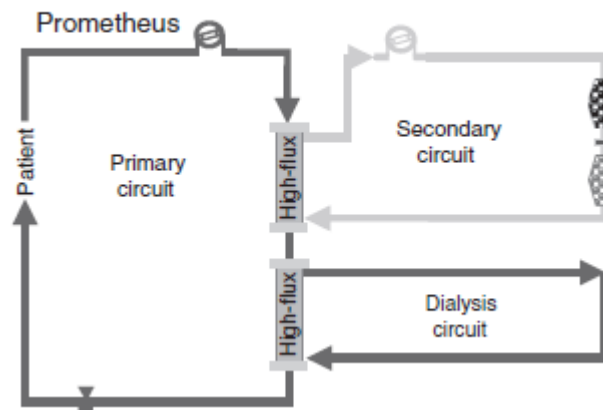 Prometheus
Patient
Primary
circuit
High-flux
Secondary
circuit
High-flux
Dialysis
circuit